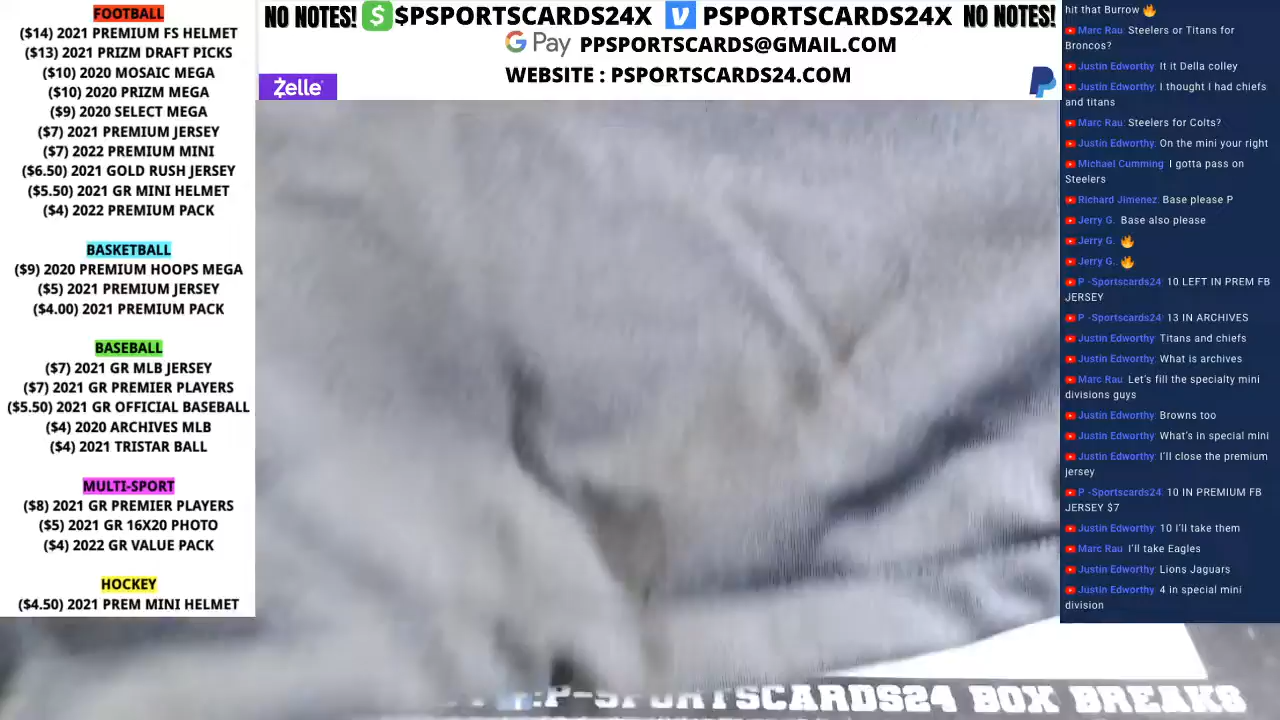 FOOTBALL
($14) 2021 PREMIUM FS HELMET
($13) 2021 PRIZM DRAFT PICKS
($10) 2020 MOSAIC MEGA
($10) 2020 PRIZM MEGA
($9) 2020 SELECT MEGA
($7) 2021 PREMIUM JERSEY
($7) 2022 PREMIUM MINI
($6.50) 2021 GOLD RUSH JERSEY
($5.50) 2021 GR MINI HELMET
($4) 2022 PREMIUM PACK
BASKETBALL
($9) 2020 PREMIUM HOOPS MEGA
($5) 2021 PREMIUM JERSEY
($4.00) 2021 PREMIUM PACK
BASEBALL
($7) 2021 GR MLB JERSEY
($7) 2021 GR PREMIER PLAYERS
($5.50) 2021 GR OFFICIAL BASEBALL
($4) 2020 ARCHIVES MLB
($4) 2021 TRISTAR BALL
MULTI-SPORT
($8) 2021 GR PREMIER PLAYERS
($5) 2021 GR 16X20 PHOTO
($4) 2022 GR VALUE PACK
HOCKEY
($4.50) 2021 PREM MINI HELMET
NO NOTES! $ $PSPORTSCARDS24X V PSPORTSCARDS24X NO NOTES!
G Pay PPSPORTSCARDS@GMAIL.COM
WEBSITE : PSPORTSCARDS24.COM
Zelle
hit that Burrow 🔥
Marc Rau: Steelers or Titans for
Broncos?
Justin Edworthy: It it Della colley
Justin Edworthy: I thought I had chiefs
and titans
Marc Rau: Steelers for Colts?
Justin Edworthy: On the mini your right
Michael Cumming: I gotta pass on
Steelers
Richard Jimenez: Base please P
Jerry G.: Base also please
Jerry G.: 🔥
Jerry G.: 🔥
P -Sportscards24: 10 LEFT IN PREM FB
JERSEY
P -Sportscards24: 13 IN ARCHIVES
Justin Edworthy: Titans and chiefs
Justin Edworthy: What is archives
Marc Rau: Let's fill the specialty mini
divisions guys
Justin Edworthy: Browns too
Justin Edworthy: What's in special mini
Justin Edworthy: I'll close the premium
jersey
P -Sportscards24: 10 IN PREMIUM FB
JERSEY $7
Justin Edworthy: 10 I'll take them
Marc Rau: I'll take Eagles
Justin Edworthy: Lions Jaguars
Justin Edworthy: 4 in special mini
division
P-SPORTSCARDS24 BOX BREAKS